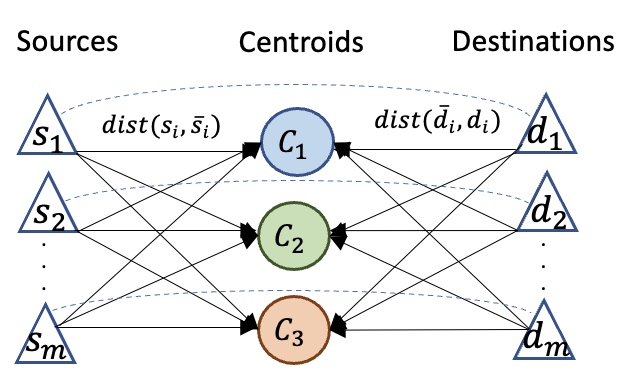 Sources Centroids Destinations
dist(sᵢ, s̄ᵢ) dist(d̄ᵢ, dᵢ)
s₁ C₁ d₁
s₂ C₂ d₂
sₘ C₃ dₘ